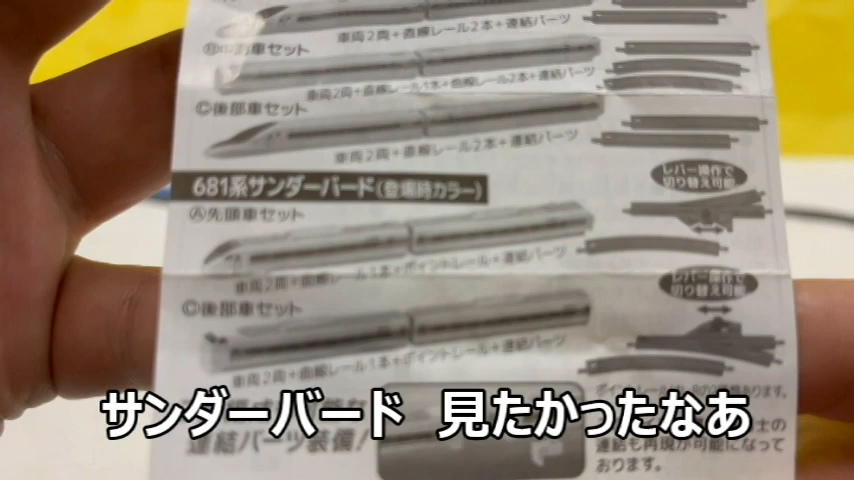 車両2両+直線レール2本+連結パーツ
車両2両+直線レール1本+曲線レール2本+連結パーツ
Ⓒ後部車セット
車両2両+直線レール2本+連結パーツ
681系サンダーバード(登場時カラー)
レバー操作で
切り替え可能
Ⓐ先頭車セット
車両2両+曲線レール1本+ポイントレール+連結パーツ
レバー操作で
切り替え可能
Ⓒ後部車セット
車両2両+曲線レール1本+ポイントレール+連結パーツ
サンダーバード 見たかったなあ
連結パーツ装備!
連結も再現が可能になって
おります。